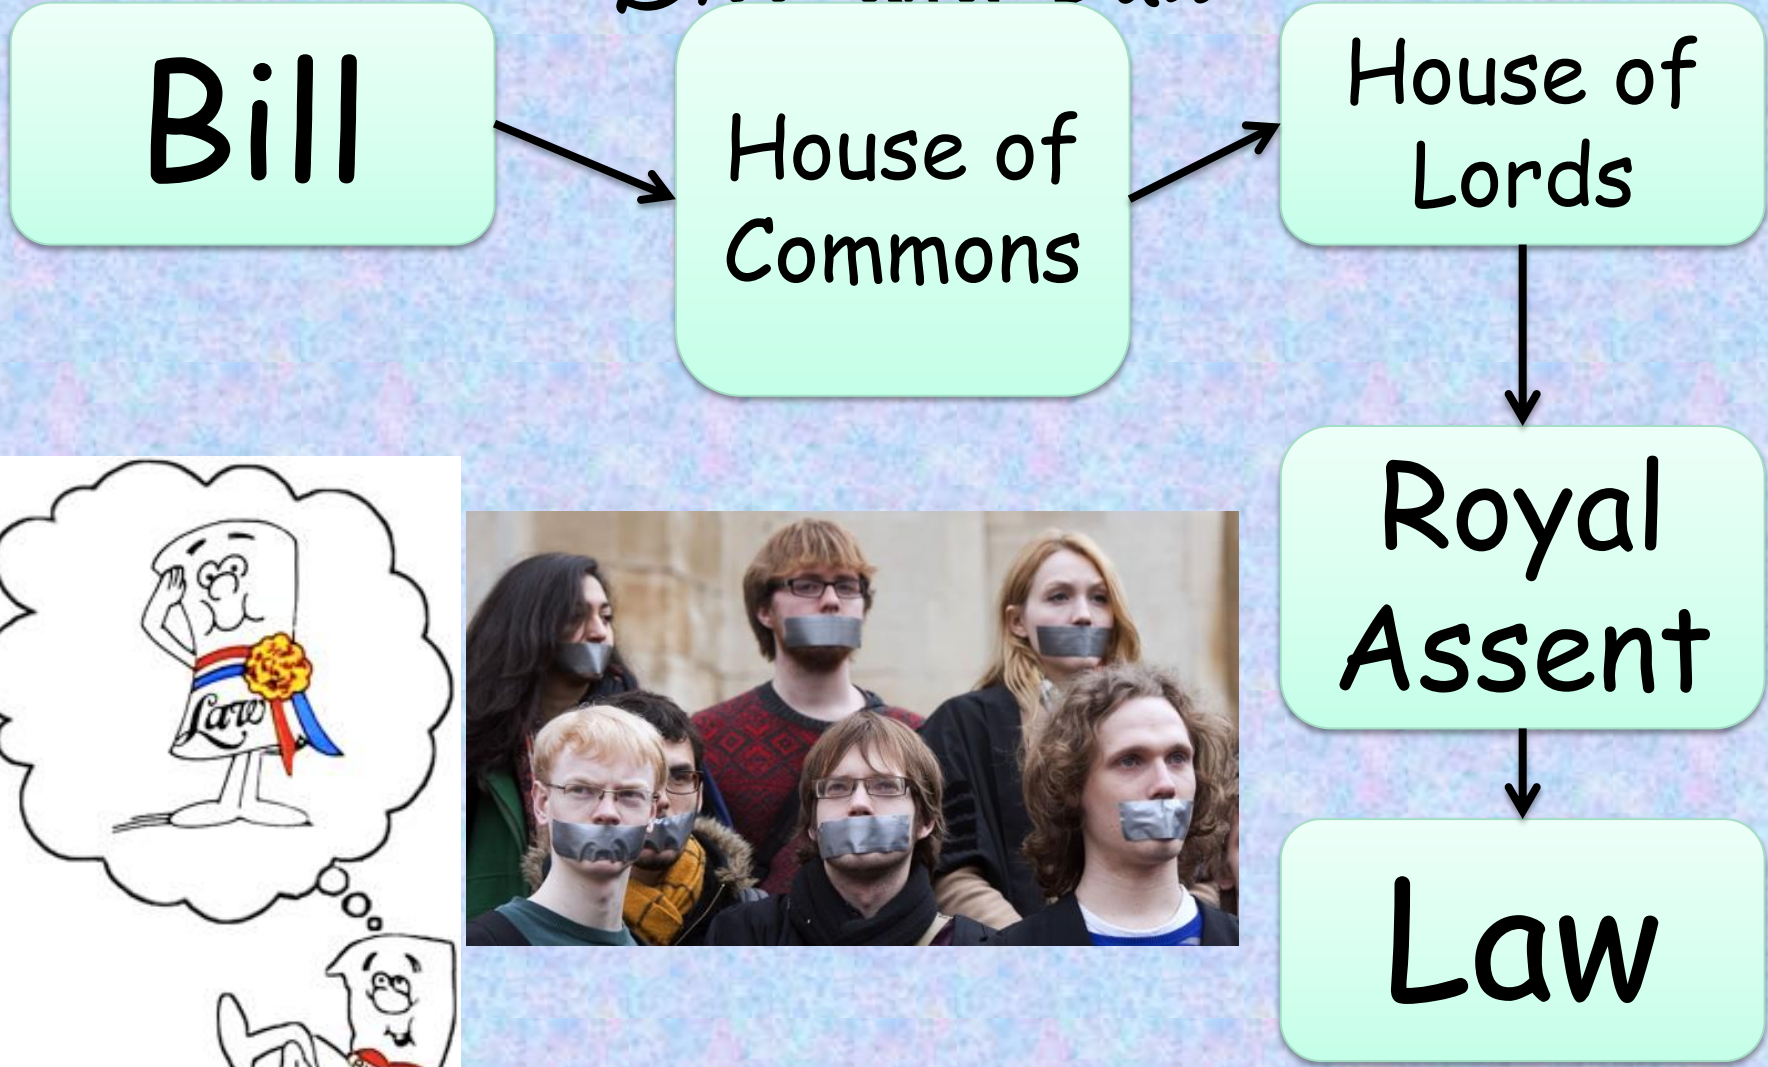 Bill
House of
Commons
House of
Lords
Royal
Assent
Law
Law